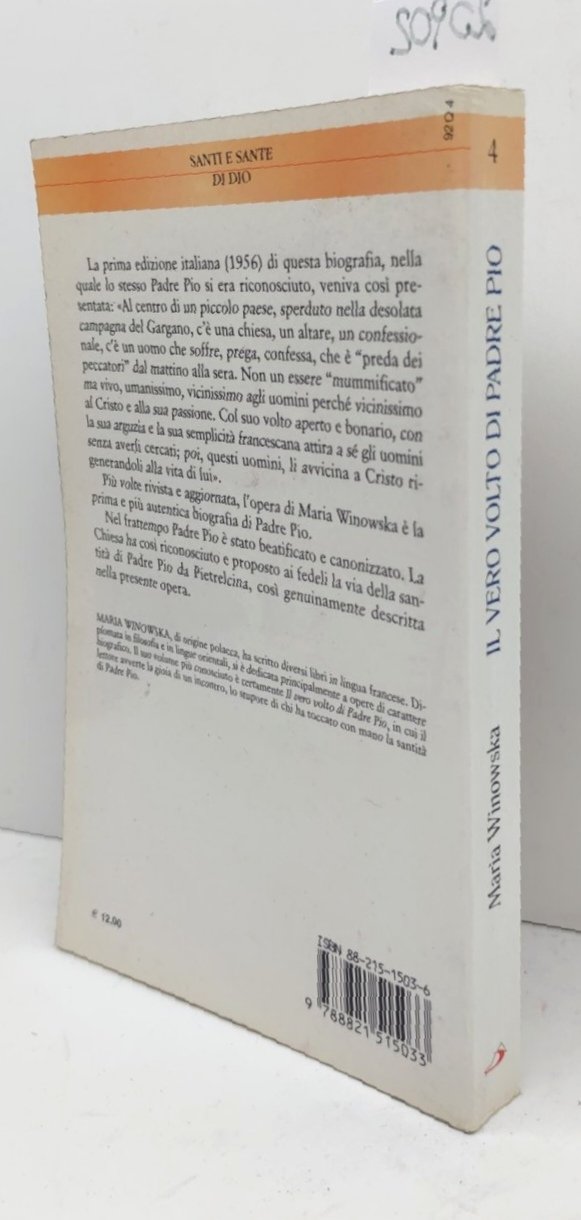 SANTI E SANTE
DI DIO
La prima edizione italiana (1956) di questa biografia, nella
quale lo stesso Padre Pio si era riconosciuto, veniva così pre-
sentata: «Al centro di un piccolo paese, sperduto nella desolata
campagna del Gargano, c'è una chiesa, un altare, un confessio-
nale, c'è un uomo che soffre, prega, confessa, che è "preda dei
peccatori" dal mattino alla sera. Non un essere "mummificato"
ma vivo, umanissimo, vicinissimo agli uomini perché vicinissimo
al Cristo e alla sua passione. Col suo volto aperto e bonario, con
la sua arguzia e la sua semplicità francescana attira a sé gli uomini
senza averli cercati; poi, questi uomini, li avvicina a Cristo ri-
generandoli alla vita di lui».
Più volte rivista e aggiornata, l'opera di Maria Winowska è la
prima e più autentica biografia di Padre Pio.
Nel frattempo Padre Pio è stato beatificato e canonizzato. La
Chiesa ha così riconosciuto e proposto ai fedeli la via della san-
tità di Padre Pio da Pietrelcina, così genuinamente descritta
nella presente opera.
MARIA WINOWSKA, di origine polacca, ha scritto diversi libri in lingua francese. Di-
plomata in filosofia e in lingue orientali, si è dedicata principalmente a opere di carattere
biografico. Il suo volume più conosciuto è certamente Il vero volto di Padre Pio, in cui il
lettore avverte la gioia di un incontro, lo stupore di chi ha toccato con mano la santità
di Padre Pio.
€ 12,00
ISBN 88-215-1503-6
9 788821 515033
92 Q 4
4
IL VERO VOLTO DI PADRE PIO
Maria Winowska